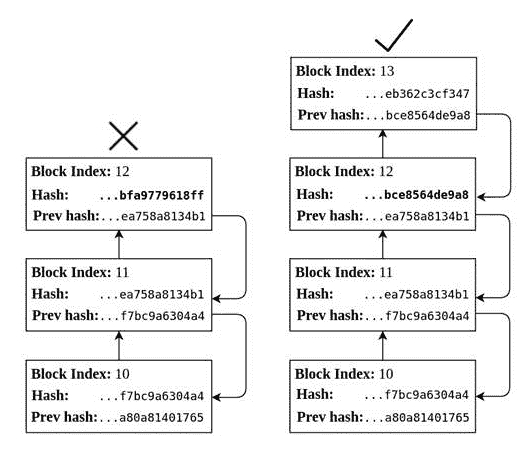 Block Index: 12
Hash: ...bfa9779618ff
Prev hash:...ea758a8134b1
Block Index: 11
Hash: ...ea758a8134b1
Prev hash:...f7bc9a6304a4
Block Index: 10
Hash: ...f7bc9a6304a4
Prev hash:...a80a81401765
Block Index: 13
Hash: ...eb362c3cf347
Prev hash:...bce8564de9a8
Block Index: 12
Hash: ...bce8564de9a8
Prev hash:...ea758a8134b1
Block Index: 11
Hash: ...ea758a8134b1
Prev hash:...f7bc9a6304a4
Block Index: 10
Hash: ...f7bc9a6304a4
Prev hash:...a80a81401765